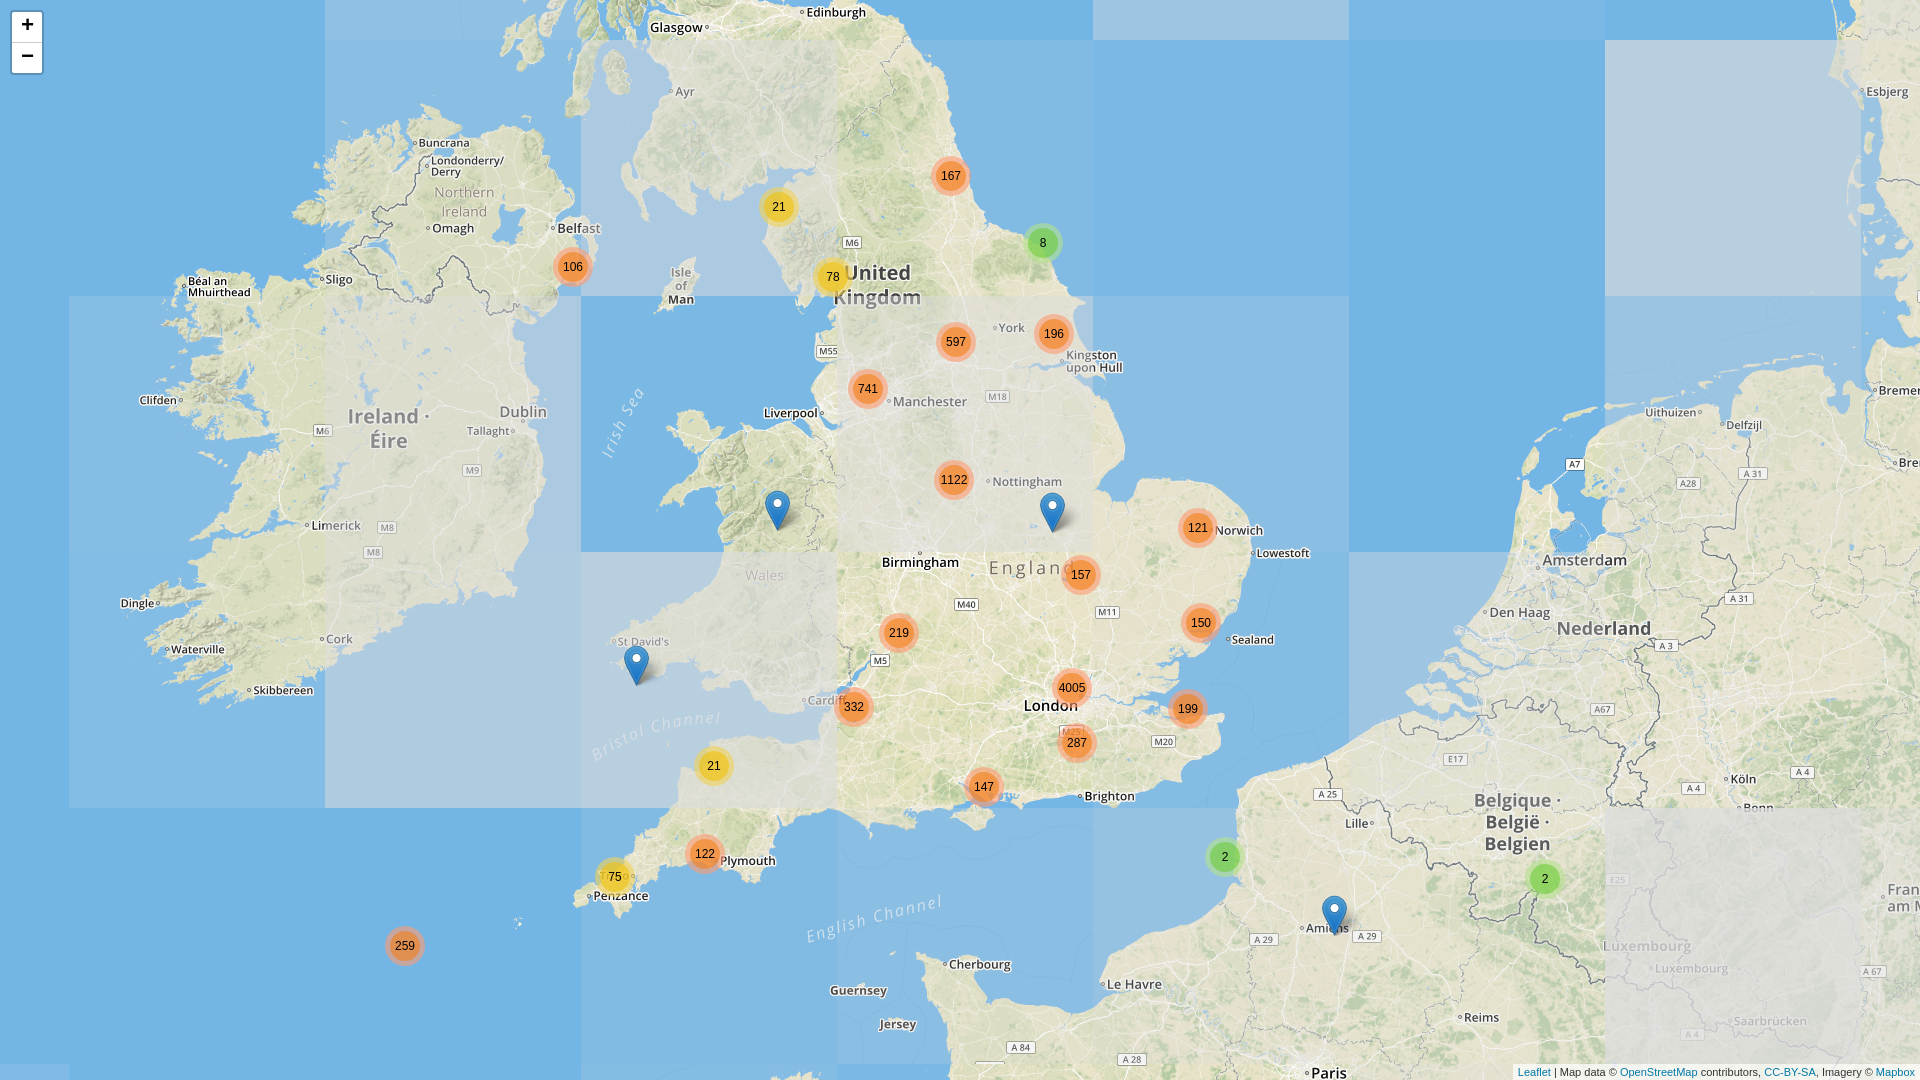 +
−
Edinburgh
Glasgow
Ayr
Esbjerg
Buncrana
Londonderry/
Derry
Northern
Ireland
Omagh
Belfast
167
21
8
M6
106
78
United
Kingdom
Isle
of
Man
Béal an
Mhuirthead
Sligo
York
196
597
M55
Kingston
upon Hull
741
Manchester
M18
Liverpool
Irish Sea
Clifden
Ireland ·
Éire
Dublin
Tallaght
M6
M9
Uithuizen
Delfzijl
A7
A 31
A28
1122
Nottingham
Limerick
M8
M8
121
Norwich
Lowestoft
Birmingham
England
157
Wales
M40
M11
Amsterdam
A 31
Den Haag
Nederland
A 3
Dingle
Cork
Waterville
Skibbereen
St David's
219
M5
150
Sealand
4005
London
Cardiff
332
199
M25
287
M20
A67
E17
Bristol Channel
21
147
Brighton
A 25
Lille
Köln
A 4
A 4
Bonn
Belgique ·
België ·
Belgien
122
Plymouth
75
Penzance
2
2
E25
259
English Channel
Amiens
A 29
A 29
Luxembourg
Luxembourg
A 67
Cherbourg
Guernsey
Jersey
Le Havre
Reims
Saarbrücken
A 4
A 84
A 28
Paris
Leaflet | Map data © OpenStreetMap contributors, CC-BY-SA, Imagery © Mapbox